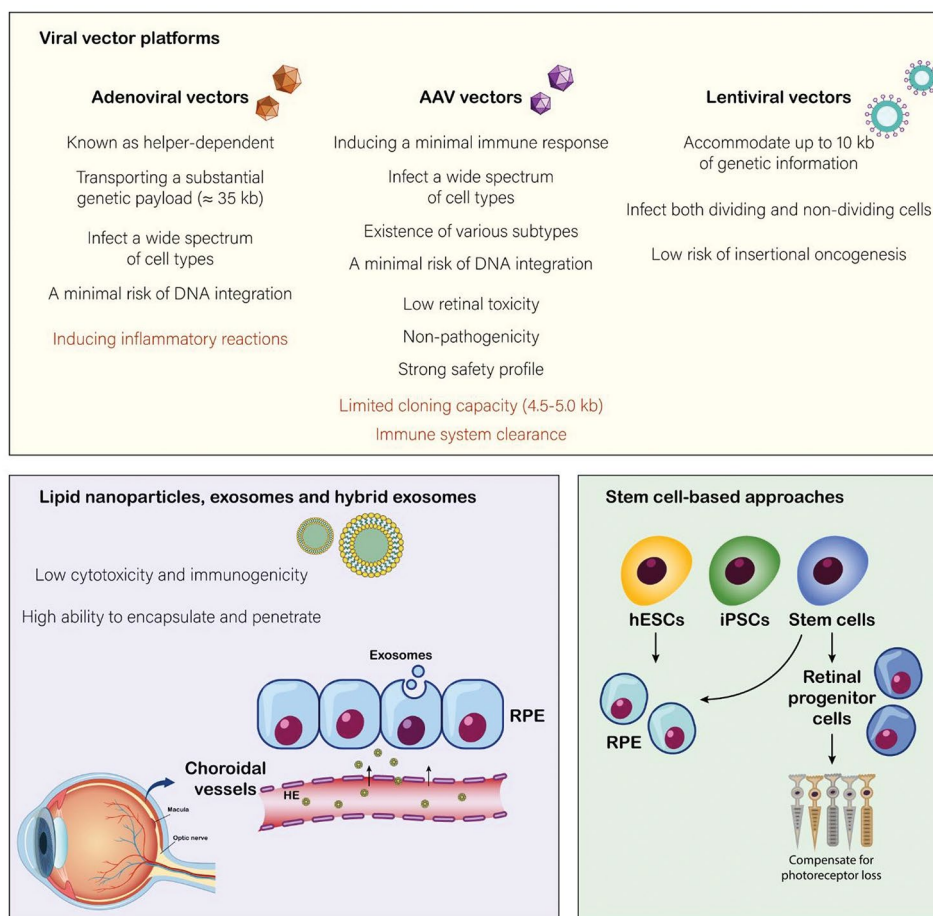 Viral vector platforms
Adenoviral vectors
Known as helper-dependent
Transporting a substantial
genetic payload (≈ 35 kb)
Infect a wide spectrum
of cell types
A minimal risk of DNA integration
Inducing inflammatory reactions
AAV vectors
Inducing a minimal immune response
Infect a wide spectrum
of cell types
Existence of various subtypes
A minimal risk of DNA integration
Low retinal toxicity
Non-pathogenicity
Strong safety profile
Limited cloning capacity (4.5-5.0 kb)
Immune system clearance
Lentiviral vectors
Accommodate up to 10 kb
of genetic information
Infect both dividing and non-dividing cells
Low risk of insertional oncogenesis
Lipid nanoparticles, exosomes and hybrid exosomes
Low cytotoxicity and immunogenicity
High ability to encapsulate and penetrate
Exosomes
RPE
Choroidal
vessels
HE
Macula
Optic nerve
Stem cell-based approaches
hESCs
iPSCs
Stem cells
Retinal
progenitor
cells
RPE
Compensate for
photoreceptor loss